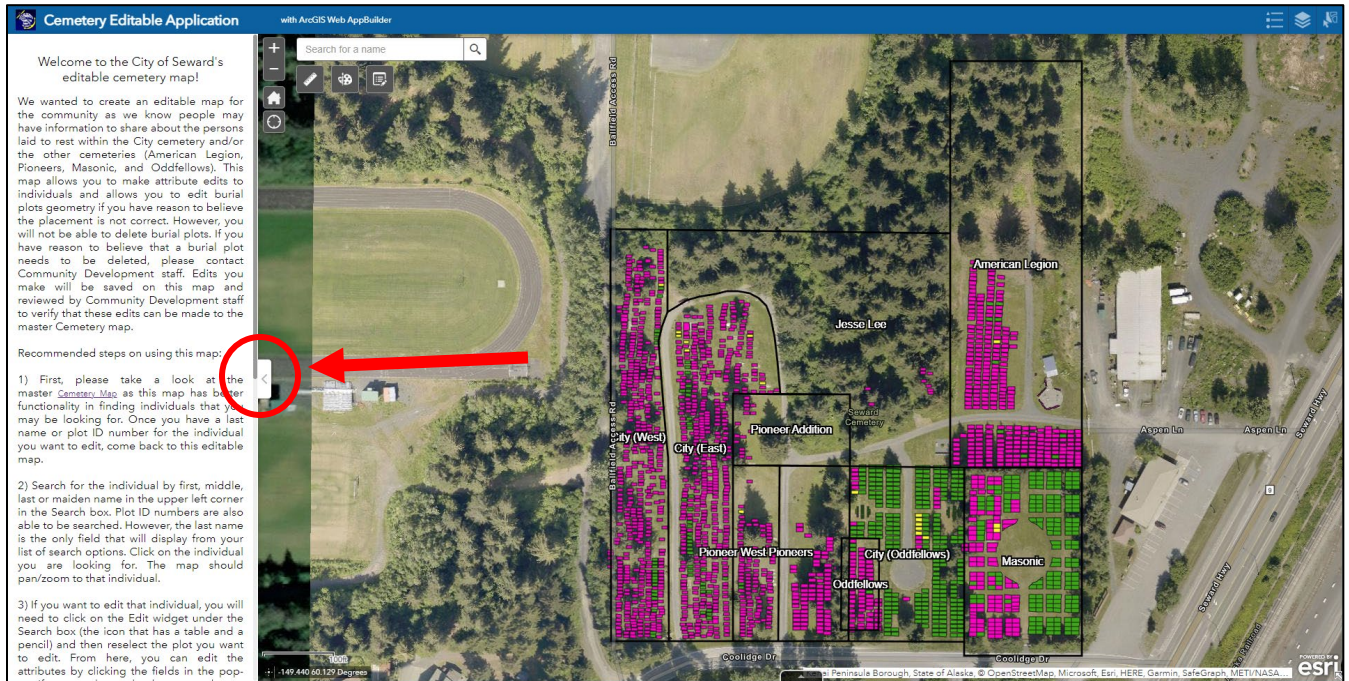 Cemetery Editable Application
with ArcGIS Web AppBuilder
Welcome to the City of Seward's
editable cemetery map!
We wanted to create an editable map for
the community as we know people may
have information to share about the persons
laid to rest within the City cemetery and/or
the other cemeteries (American Legion,
Pioneers, Masonic, and Oddfellows). This
map allows you to make attribute edits to
individuals and allows you to edit burial
plots geometry if you have reason to believe
the placement is not correct. However, you
will not be able to delete burial plots. If you
have reason to believe that a burial plot
needs to be deleted, please contact
Community Development staff. Edits you
make will be saved on this map and
reviewed by Community Development staff
to verify that these edits can be made to the
master Cemetery map.
Recommended steps on using this map:
1) First, please take a look at the
master Cemetery Map as this map has better
functionality in finding individuals that you
may be looking for. Once you have a last
name or plot ID number for the individual
you want to edit, come back to this editable
map.
2) Search for the individual by first, middle,
last or maiden name in the upper left corner
in the Search box. Plot ID numbers are also
able to be searched. However, the last name
is the only field that will display from your
list of search options. Click on the individual
you are looking for. The map should
pan/zoom to that individual.
3) If you want to edit that individual, you will
need to click on the Edit widget under the
Search box (the icon that has a table and a
pencil) and then reselect the plot you want
to edit. From here, you can edit the
attributes by clicking the fields in the pop-
Search for a name
Ballfield Access Rd
American Legion
Jesse Lee
Seward
Cemetery
Pioneer Addition
City (West)
City (East)
Ballfield Access Rd
Aspen Ln
Aspen Ln
Seward Hwy
9
Pioneer West
Pioneers
City (Oddfellows)
Masonic
Oddfellows
Seward Hwy
Coolidge Dr
Coolidge Dr
Railroad
100ft
-149.440 60.129 Degrees
Peninsula Borough, State of Alaska, © OpenStreetMap, Microsoft, Esri, HERE, Garmin, SafeGraph, METI/NASA...
POWERED BY
esri